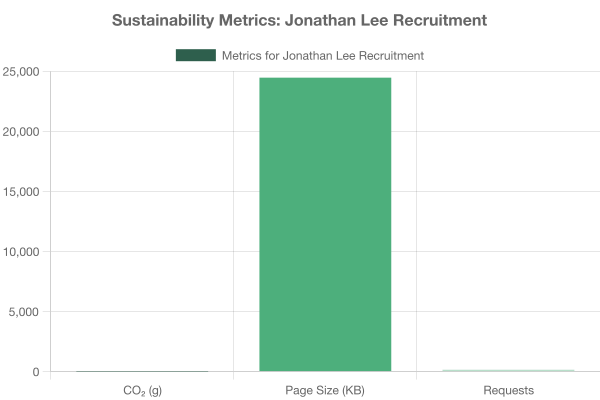 Sustainability Metrics: Jonathan Lee Recruitment
Metrics for Jonathan Lee Recruitment
25,000
20,000
15,000
10,000
5,000
0
CO₂ (g) Page Size (KB) Requests